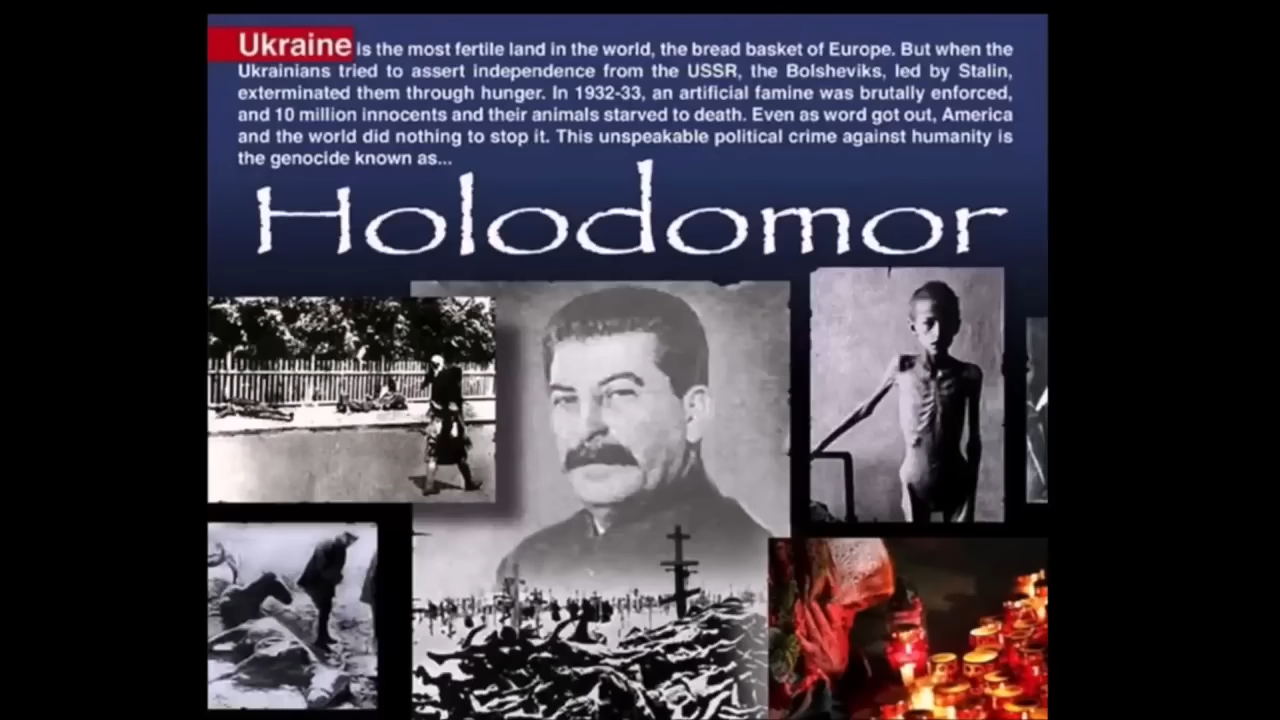 Ukraine is the most fertile land in the world, the bread basket of Europe. But when the
Ukrainians tried to assert independence from the USSR, the Bolsheviks, led by Stalin,
exterminated them through hunger. In 1932-33, an artificial famine was brutally enforced,
and 10 million innocents and their animals starved to death. Even as word got out, America
and the world did nothing to stop it. This unspeakable political crime against humanity is
the genocide known as...
Holodomor